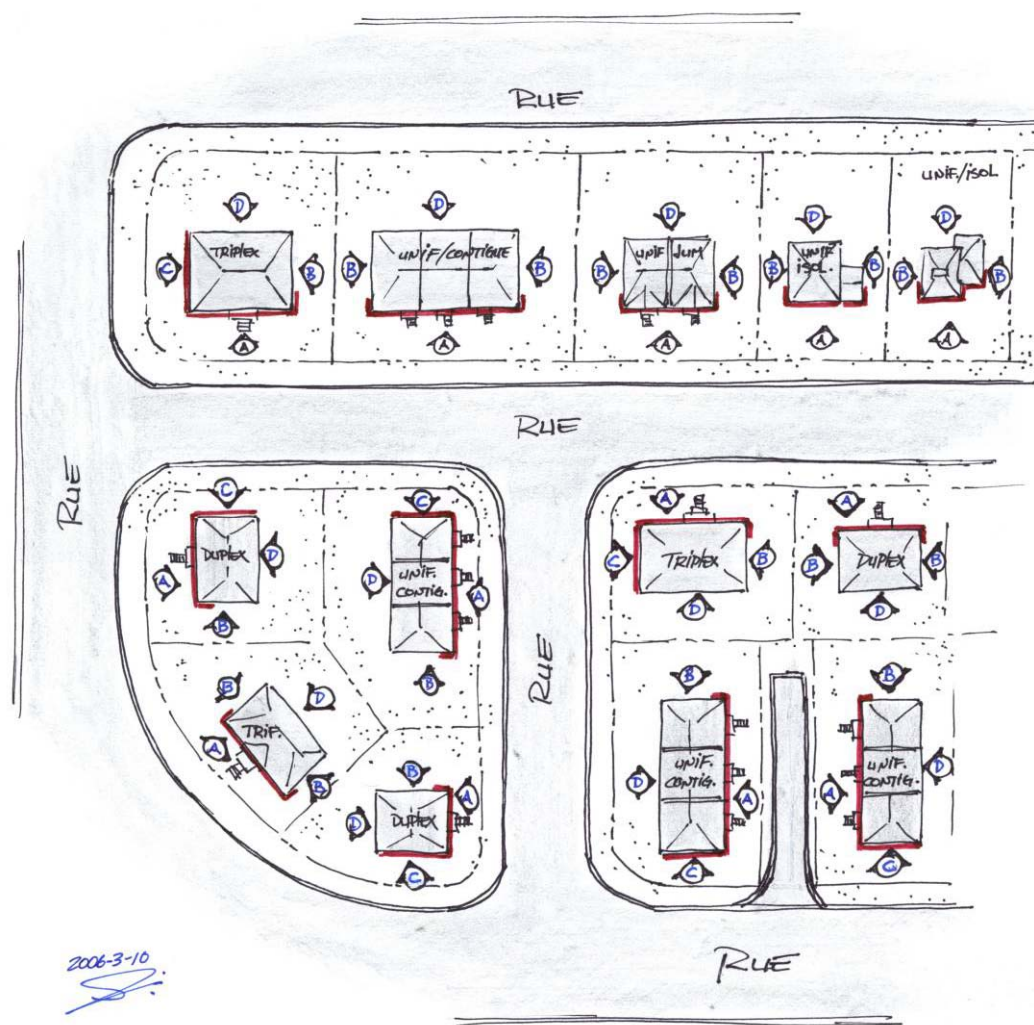 RUE
UNIF./ISOL
D
D
D
D
D
TRIPLEX
UNIF/CONTIGUE
UNIF
JUM
UNIF.
ISOL.
C
B
B
B
B
B
B
B
B
B
A
A
A
A
A
RUE
RUE
C
C
A
A
DUPLEX
D
A
B
UNIF.
CONTIG.
D
A
B
C
TRIPLEX
B
B
DUPLEX
B
D
D
RUE
B
D
TRIF.
A
B
B
D
DUPLEX
A
C
B
UNIF.
CONTIG.
D
A
C
B
UNIF.
CONTIG.
D
A
C
RUE
2006-3-10